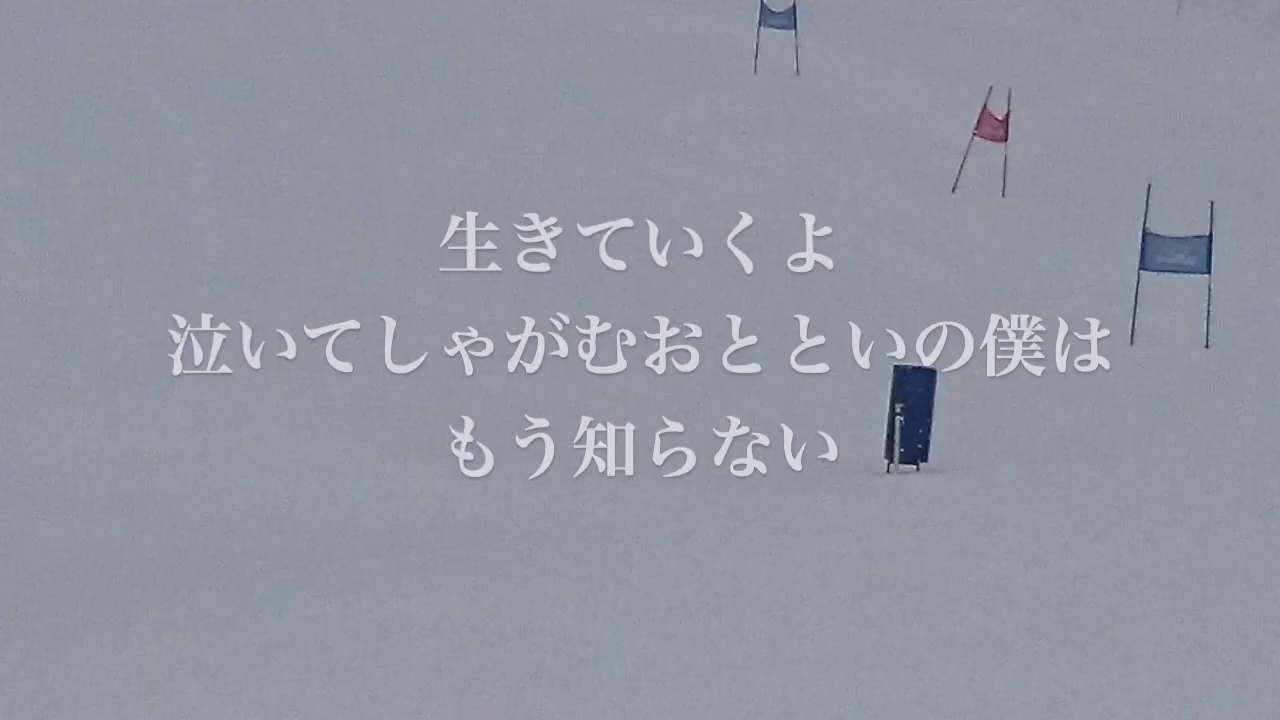 生きていくよ
泣いてしゃがむおとといの僕は
もう知らない